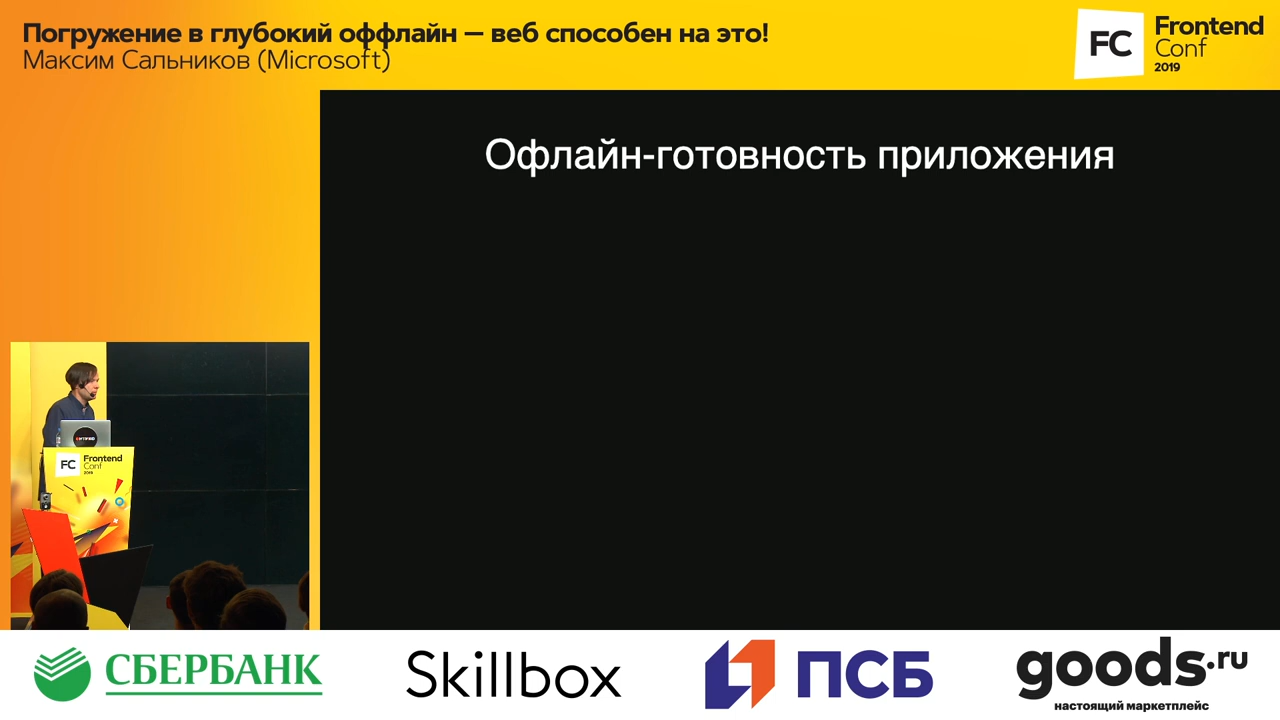 Погружение в глубокий оффлайн — веб способен на это!
Максим Сальников (Microsoft)
FC
Frontend
Conf
2019
Офлайн-готовность приложения
FC
Frontend
Conf
2019
СБЕРБАНК
Skillbox
ПСБ
goods.ru
настоящий маркетплейс